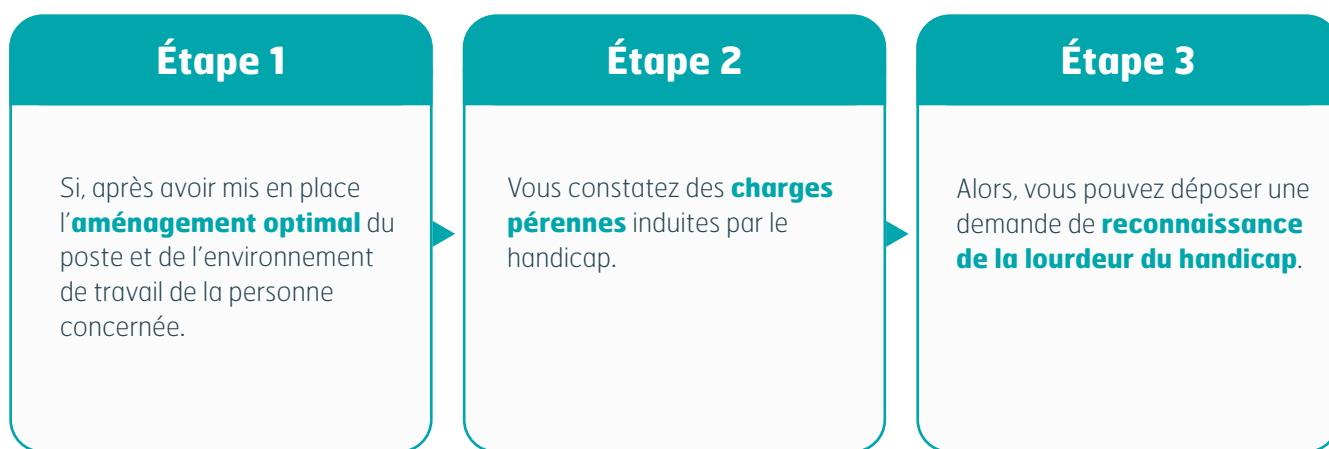 Étape 1
Si, après avoir mis en place
l’aménagement optimal du
poste et de l’environnement
de travail de la personne
concernée.
Étape 2
Vous constatez des charges
pérennes induites par le
handicap.
Étape 3
Alors, vous pouvez déposer une
demande de reconnaissance
de la lourdeur du handicap.